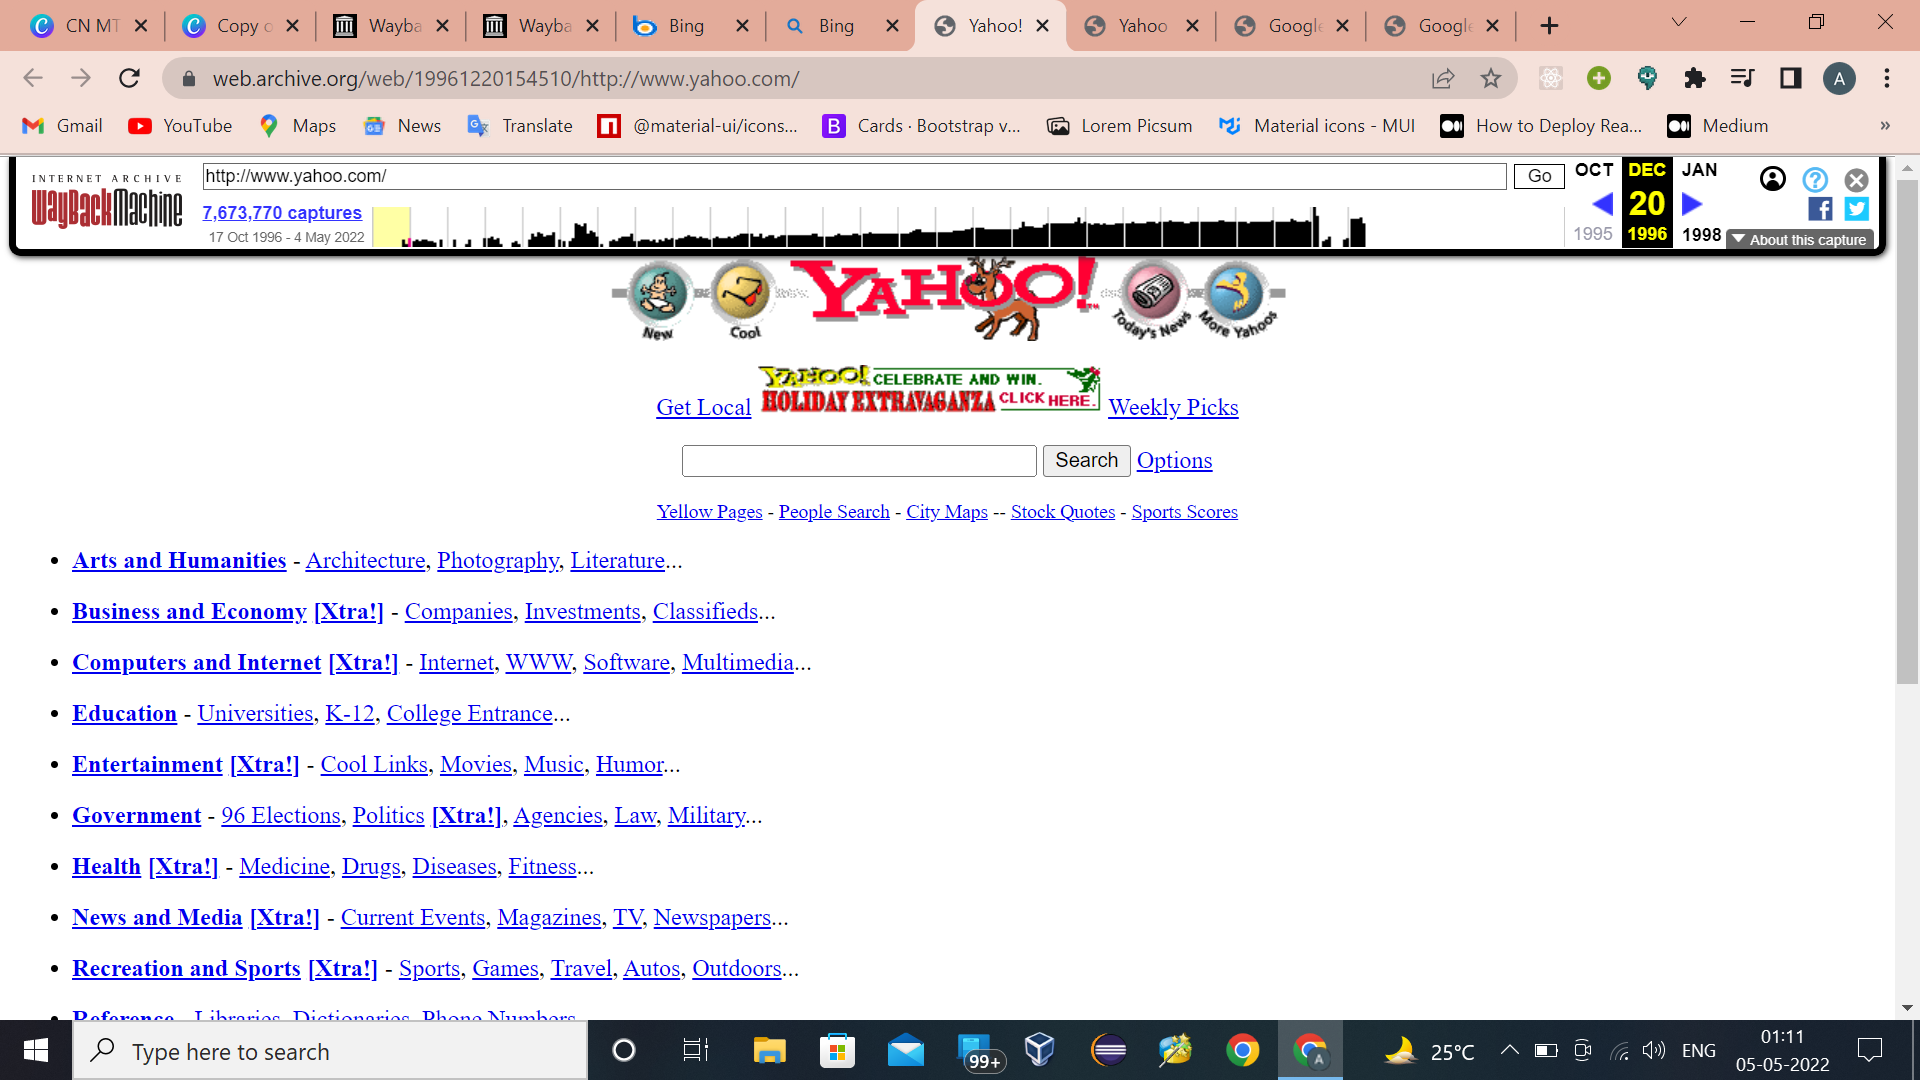 CN MT
Copy o
Wayba
Wayba
Bing
Bing
Yahoo!
Yahoo
Google
Google
web.archive.org/web/19961220154510/http://www.yahoo.com/
A
Gmail
YouTube
Maps
News
Translate
@material-ui/icons...
B Cards · Bootstrap v...
Lorem Picsum
Material icons - MUI
How to Deploy Rea...
Medium
»
INTERNET ARCHIVE
WayBackMachine
http://www.yahoo.com/
Go
7,673,770 captures
17 Oct 1996 - 4 May 2022
OCT DEC JAN
20
1995 1996 1998
About this capture
New
Cool
YAHOO!
Today's News
More Yahoos
Get Local
YAHOO! CELEBRATE AND WIN.
HOLIDAY EXTRAVAGANZA CLICK HERE.
Weekly Picks
Search Options
Yellow Pages - People Search - City Maps -- Stock Quotes - Sports Scores
• Arts and Humanities - Architecture, Photography, Literature...
• Business and Economy [Xtra!] - Companies, Investments, Classifieds...
• Computers and Internet [Xtra!] - Internet, WWW, Software, Multimedia...
• Education - Universities, K-12, College Entrance...
• Entertainment [Xtra!] - Cool Links, Movies, Music, Humor...
• Government - 96 Elections, Politics [Xtra!], Agencies, Law, Military...
• Health [Xtra!] - Medicine, Drugs, Diseases, Fitness...
• News and Media [Xtra!] - Current Events, Magazines, TV, Newspapers...
• Recreation and Sports [Xtra!] - Sports, Games, Travel, Autos, Outdoors...
• Reference - Libraries, Dictionaries, Phone Numbers
Type here to search
99+
A
25°C
ENG
01:11
05-05-2022